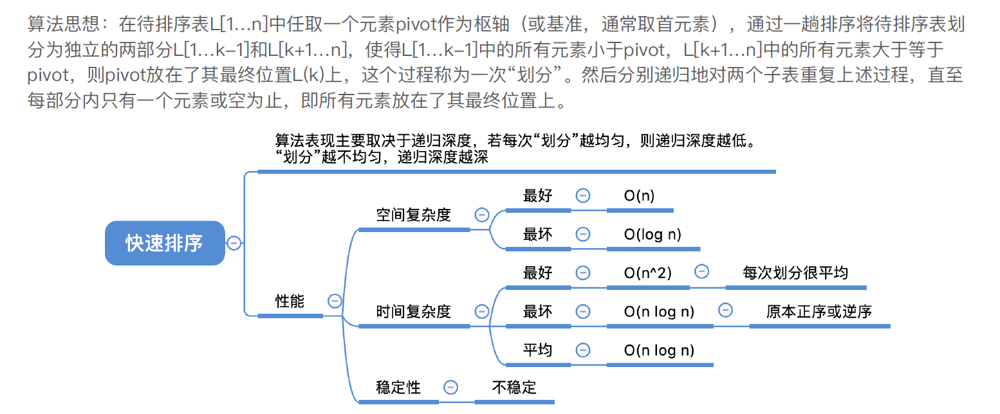 算法思想：在待排序表L[1…n]中任取一个元素pivot作为枢轴（或基准，通常取首元素），通过一趟排序将待排序表划
分为独立的两部分L[1…k−1]和L[k+1…n]，使得L[1…k−1]中的所有元素小于pivot，L[k+1…n]中的所有元素大于等于
pivot，则pivot放在了其最终位置L(k)上，这个过程称为一次“划分”。然后分别递归地对两个子表重复上述过程，直至
每部分内只有一个元素或空为止，即所有元素放在了其最终位置上。
算法表现主要取决于递归深度，若每次“划分”越均匀，则递归深度越低。
“划分”越不均匀，递归深度越深
快速排序
性能
空间复杂度
最好
O(n)
最坏
O(log n)
时间复杂度
最好
O(n^2)
每次划分很平均
最坏
O(n log n)
原本正序或逆序
平均
O(n log n)
稳定性
不稳定